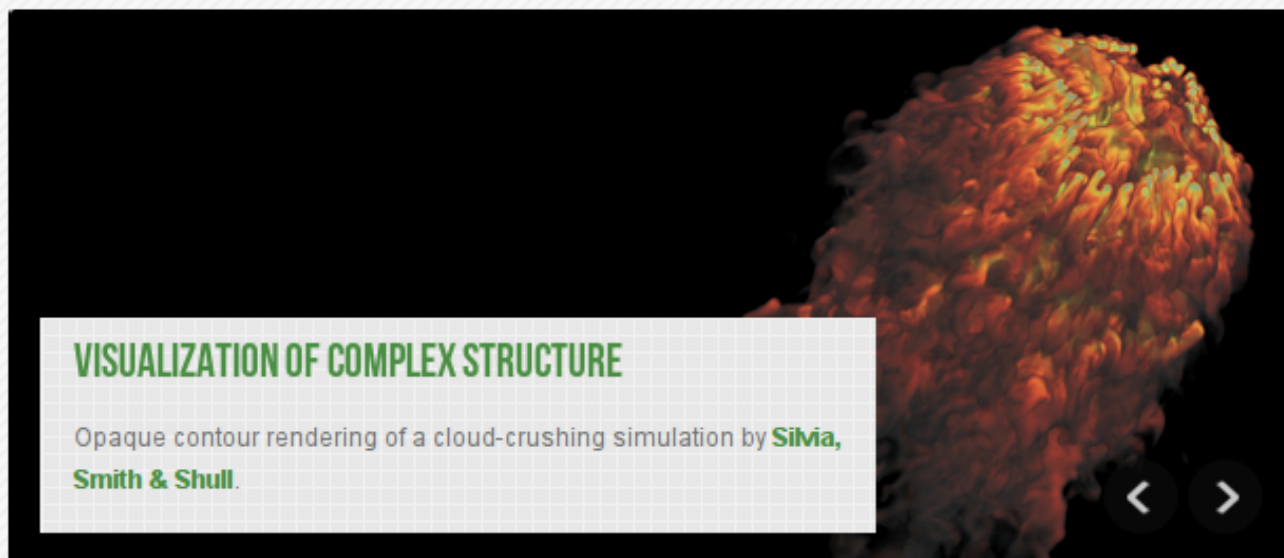 VISUALIZATION OF COMPLEX STRUCTURE
Opaque contour rendering of a cloud-crushing simulation by Silvia,
Smith & Shull.